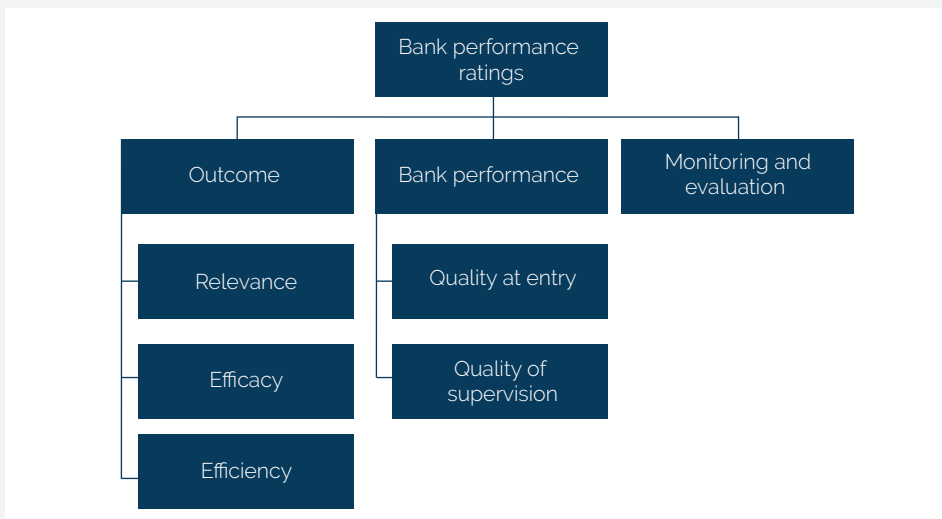 Bank performance
ratings
Outcome
Bank performance
Monitoring and
evaluation
Relevance
Quality at entry
Efficacy
Quality of
supervision
Efficiency